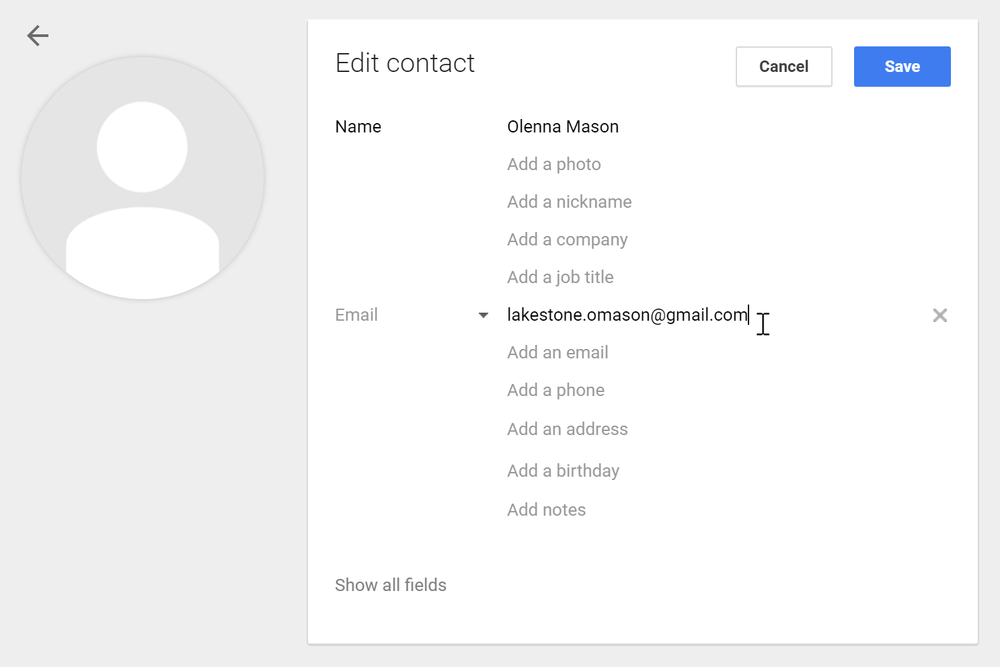 Edit contact
Cancel
Save
Name
Olenna Mason
Add a photo
Add a nickname
Add a company
Add a job title
Email
lakestone.omason@gmail.com
Add an email
Add a phone
Add an address
Add a birthday
Add notes
Show all fields